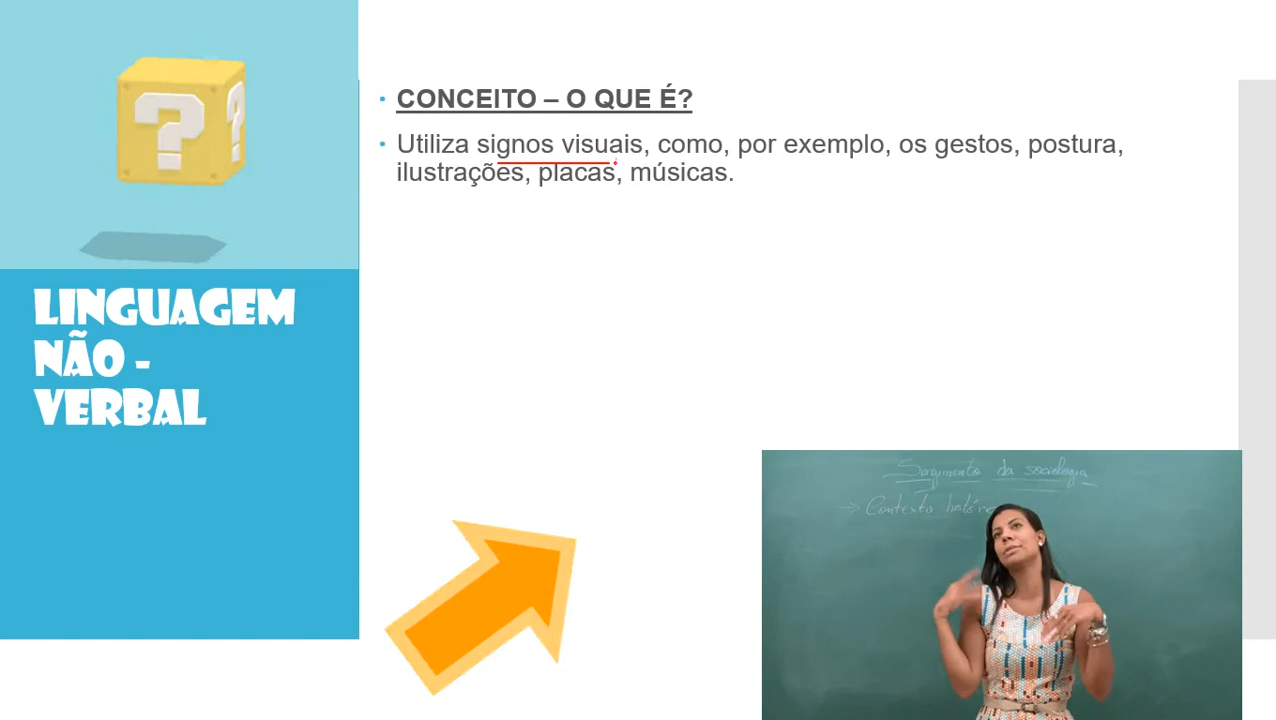 CONCEITO – O QUE É?
Utiliza signos visuais, como, por exemplo, os gestos, postura,
ilustrações, placas, músicas.
LINGUAGEM
NÃO -
VERBAL
Surgimento da sociologia
Contexto